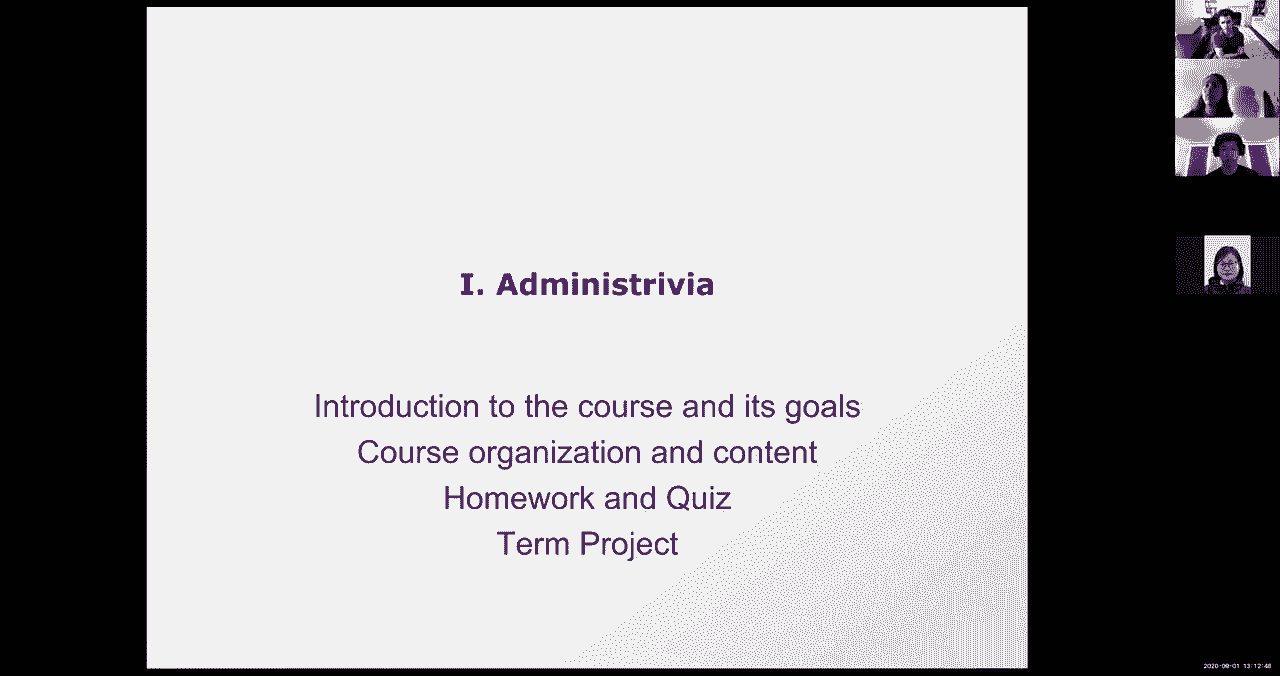 I. Administrivia
Introduction to the course and its goals
Course organization and content
Homework and Quiz
Term Project
2020-09-01 13:12:48